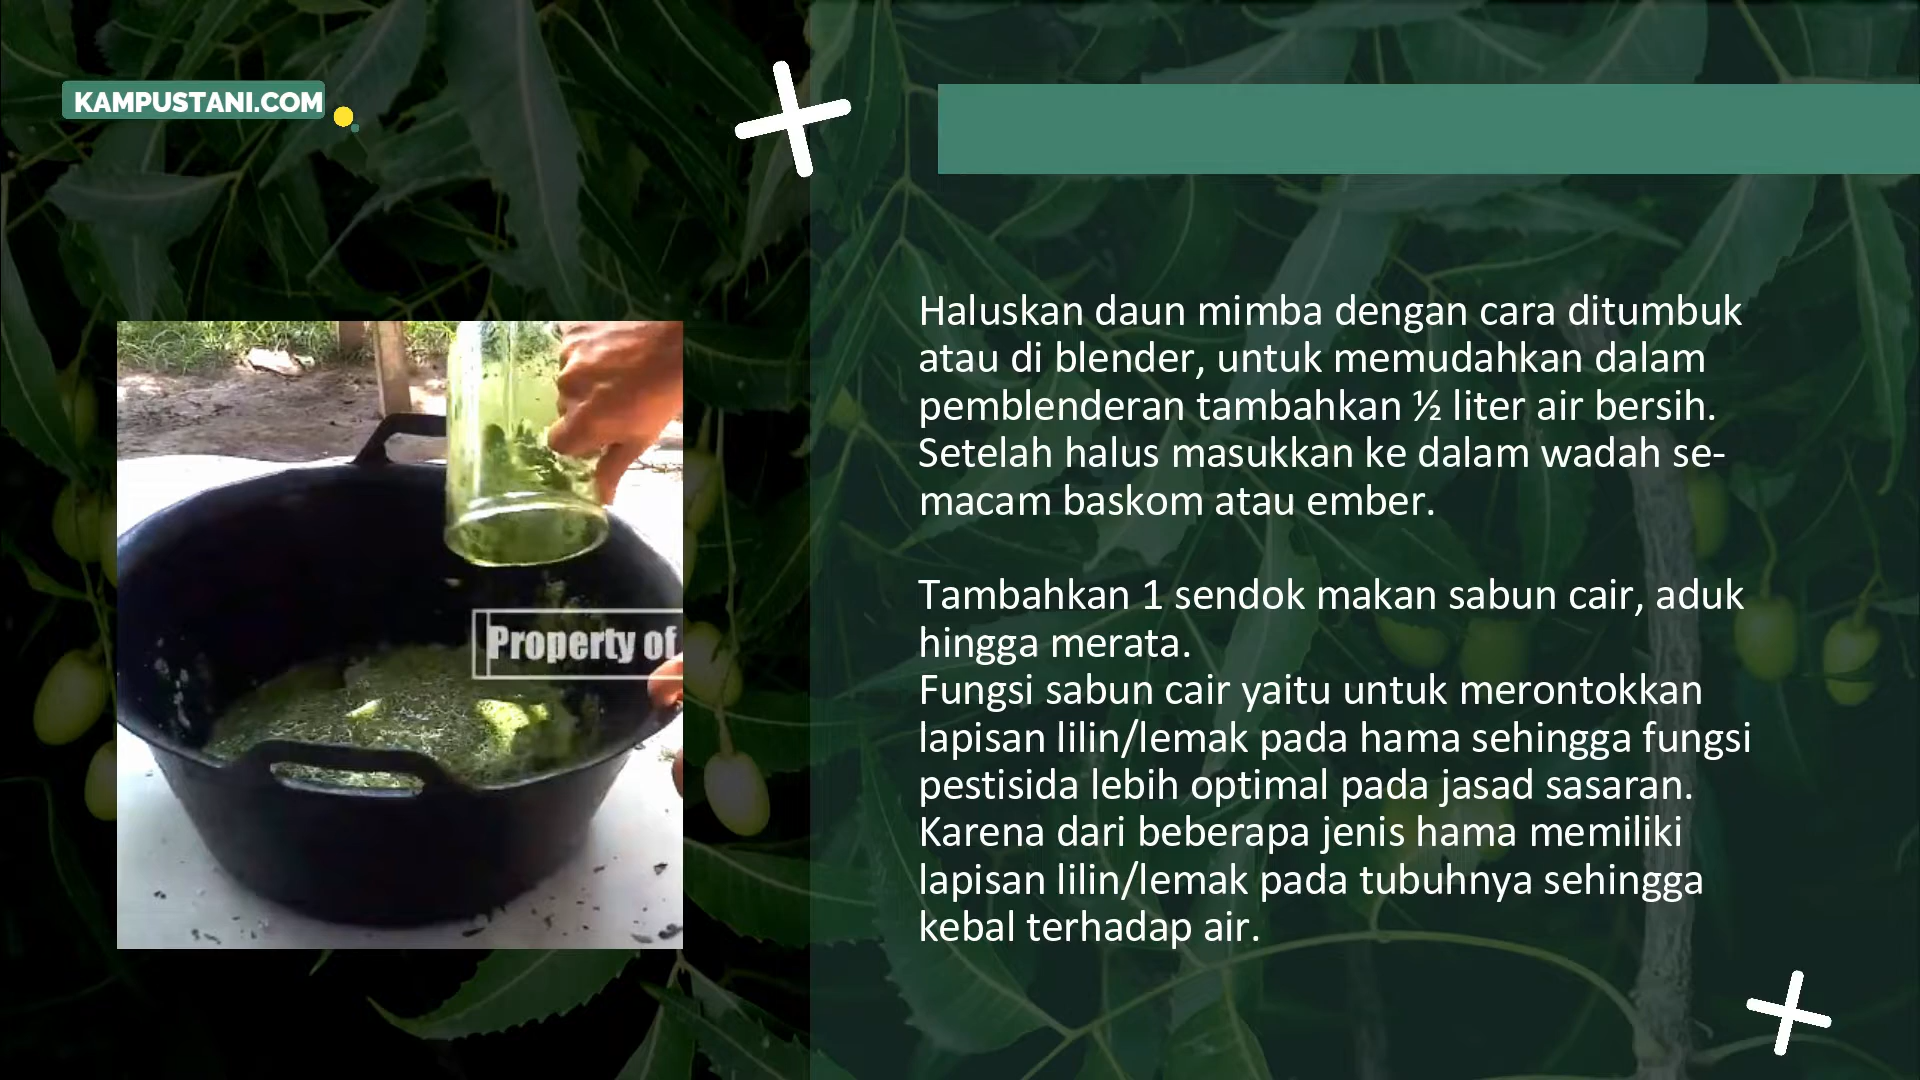 KAMPUSTANI.COM
Haluskan daun mimba dengan cara ditumbuk
atau di blender, untuk memudahkan dalam
pemblenderan tambahkan ½ liter air bersih.
Setelah halus masukkan ke dalam wadah se-
macam baskom atau ember.
Property of
Tambahkan 1 sendok makan sabun cair, aduk
hingga merata.
Fungsi sabun cair yaitu untuk merontokkan
lapisan lilin/lemak pada hama sehingga fungsi
pestisida lebih optimal pada jasad sasaran.
Karena dari beberapa jenis hama memiliki
lapisan lilin/lemak pada tubuhnya sehingga
kebal terhadap air.